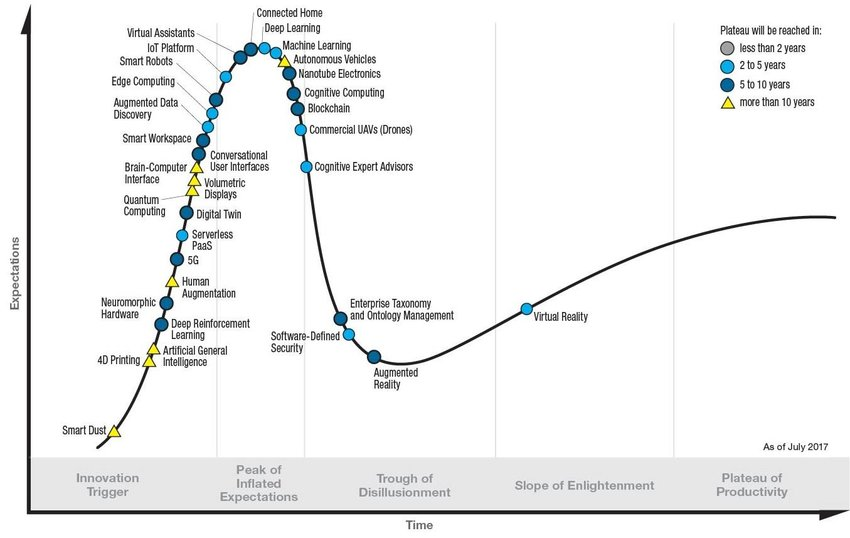 Connected Home
Virtual Assistants
Deep Learning
IoT Platform
Machine Learning
Smart Robots
Autonomous Vehicles
Nanotube Electronics
Edge Computing
Cognitive Computing
Augmented Data
Discovery
Blockchain
Commercial UAVs (Drones)
Smart Workspace
Conversational
User Interfaces
Cognitive Expert Advisors
Brain-Computer
Interface
Volumetric
Displays
Quantum
Computing
Digital Twin
Serverless
PaaS
5G
Human
Augmentation
Neuromorphic
Hardware
Deep Reinforcement
Learning
Artificial General
Intelligence
4D Printing
Smart Dust
Enterprise Taxonomy
and Ontology Management
Software-Defined
Security
Augmented
Reality
Virtual Reality
Plateau will be reached in:
less than 2 years
2 to 5 years
5 to 10 years
more than 10 years
As of July 2017
Expectations
Innovation
Trigger
Peak of
Inflated
Expectations
Trough of
Disillusionment
Slope of Enlightenment
Plateau of
Productivity
Time